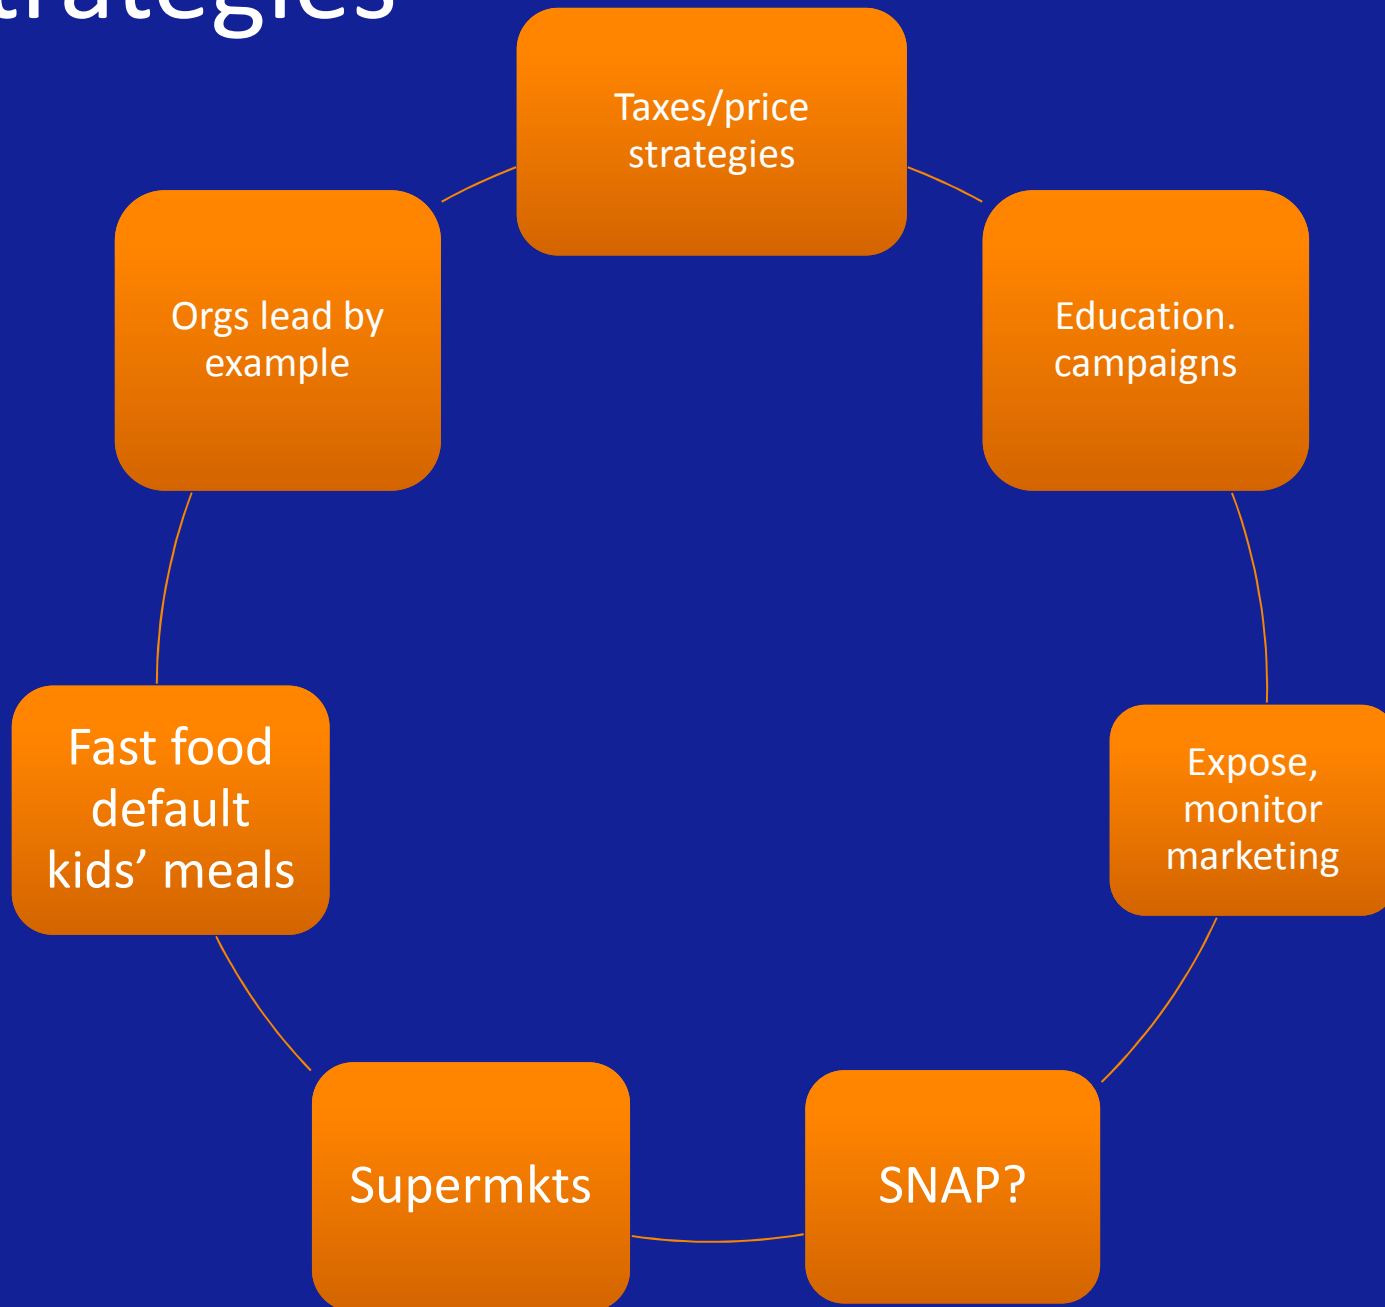 trategies
Taxes/price
strategies
Orgs lead by
example
Education.
campaigns
Fast food
default
kids’ meals
Expose,
monitor
marketing
Supermkts
SNAP?